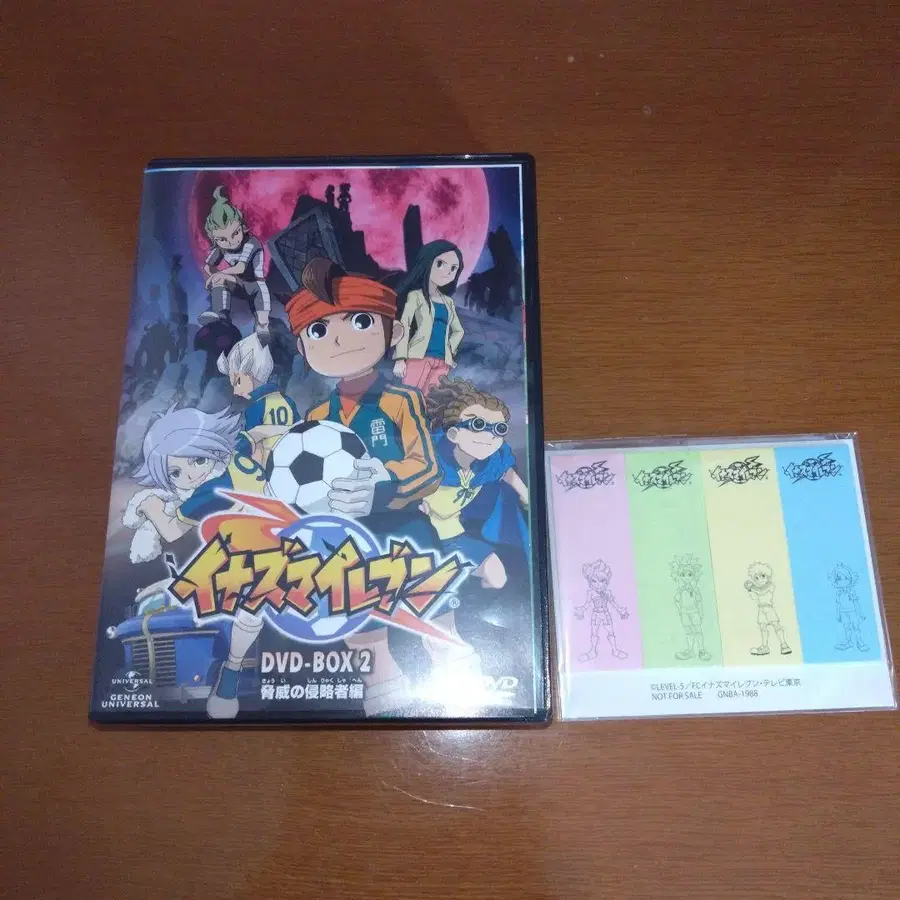 10
9
雷門
イナズマイレブン
®
DVD-BOX 2
きょう い しん りゃく しゃ へん
脅威の侵略者編
UNIVERSAL
GENEON
UNIVERSAL
DVD
イナズマイレブン
イナズマイレブン
イナズマイレブン
イナズマイレブン
©LEVEL-5/FCイナズマイレブン・テレビ東京
NOT FOR SALE GNBA-1988